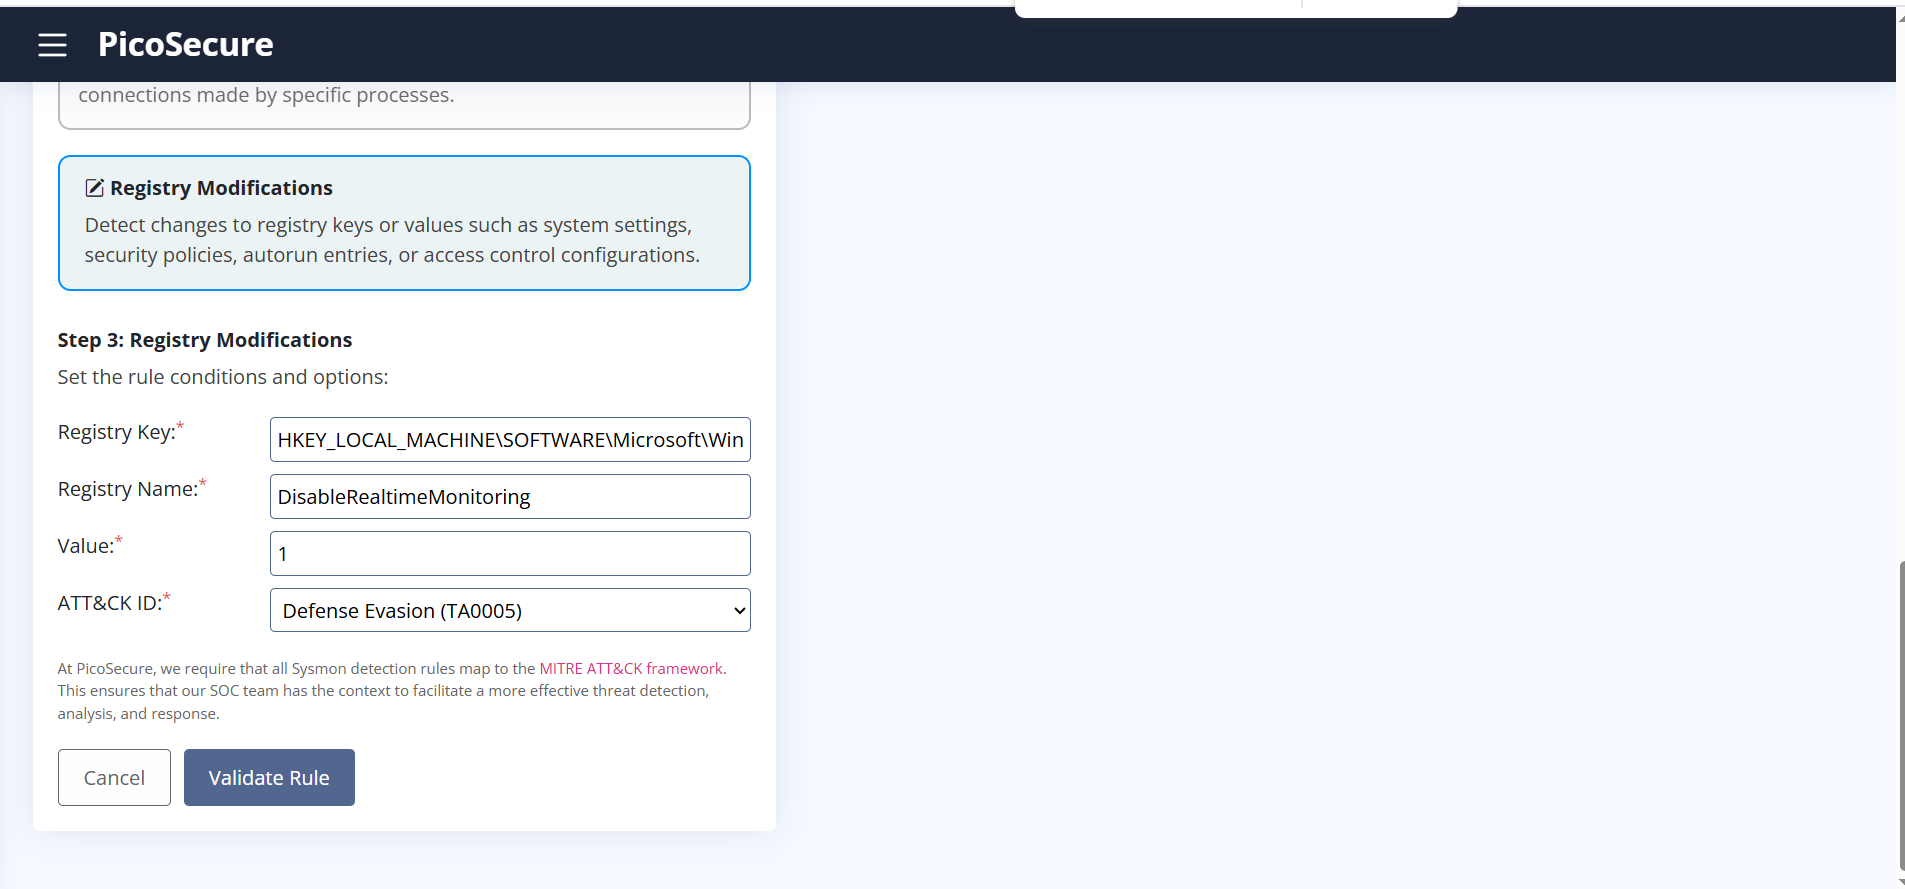 PicoSecure
connections made by specific processes.
Registry Modifications
Detect changes to registry keys or values such as system settings,
security policies, autorun entries, or access control configurations.
Step 3: Registry Modifications
Set the rule conditions and options:
Registry Key:*
HKEY_LOCAL_MACHINE\SOFTWARE\Microsoft\Win
Registry Name:*
DisableRealtimeMonitoring
Value:*
1
ATT&CK ID:*
Defense Evasion (TA0005)
At PicoSecure, we require that all Sysmon detection rules map to the MITRE ATT&CK framework.
This ensures that our SOC team has the context to facilitate a more effective threat detection,
analysis, and response.
Cancel
Validate Rule